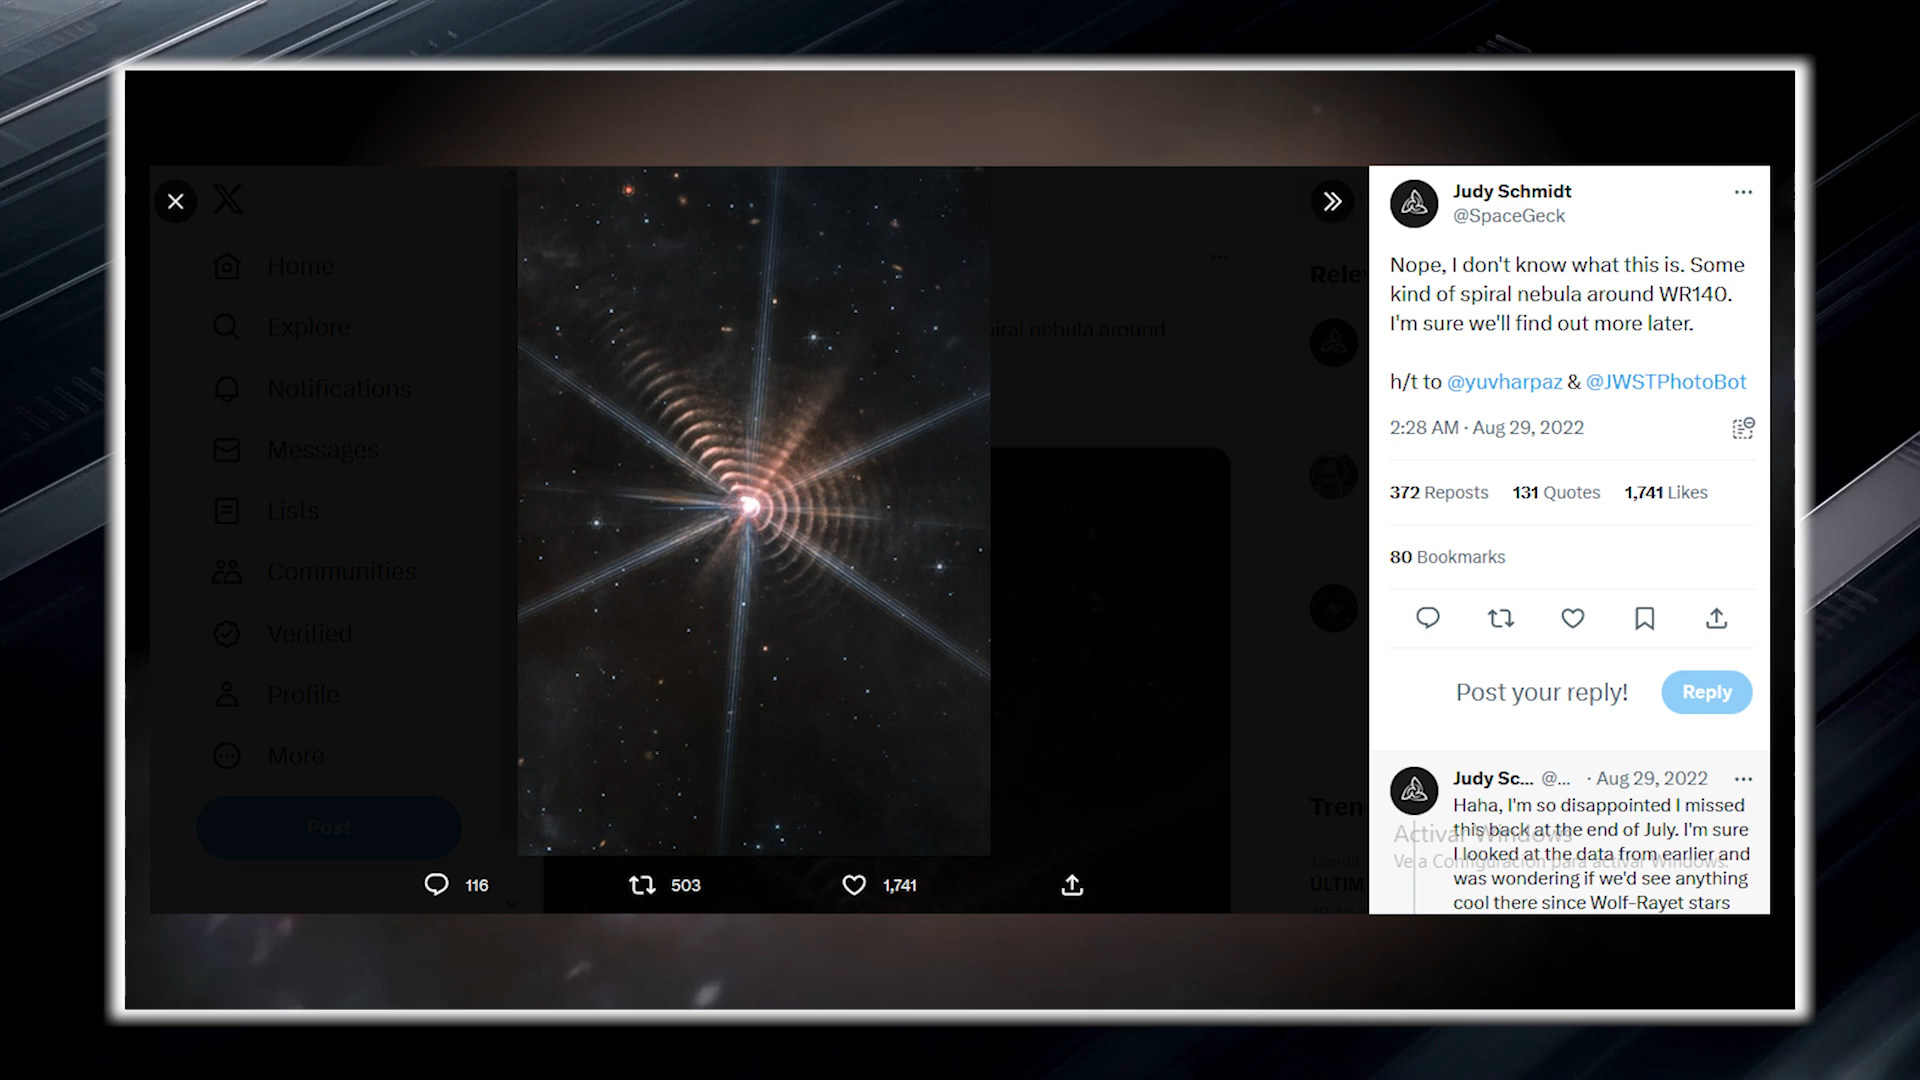 Home
Explore
Notifications
Messages
Lists
Communities
Verified
Profile
More
Post
iral nebula around
Rele
Tren
Trendin
ÚLTIM
116
503
1,741
Judy Schmidt
@SpaceGeck
Nope, I don't know what this is. Some
kind of spiral nebula around WR140.
I'm sure we'll find out more later.
h/t to @yuvharpaz & @JWSTPhotoBot
2:28 AM · Aug 29, 2022
372 Reposts 131 Quotes 1,741 Likes
80 Bookmarks
Post your reply!
Reply
Judy Sc... @... · Aug 29, 2022
Haha, I'm so disappointed I missed
this back at the end of July. I'm sure
I looked at the data from earlier and
was wondering if we'd see anything
cool there since Wolf-Rayet stars
Activar Windows
Ve a Configuración para activar Windows.